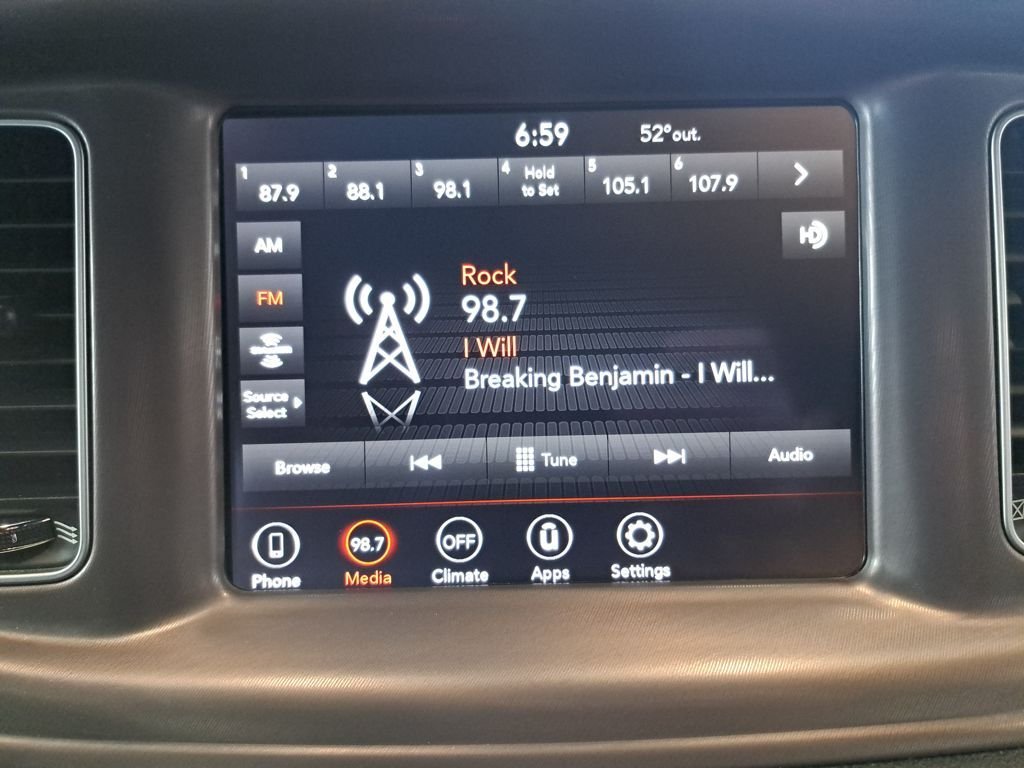 6:59 52° out.
1 87.9 2 88.1 3 98.1 4 Hold to Set 5 105.1 6 107.9
AM
HD
FM
Rock
98.7
I Will
Breaking Benjamin - I Will...
Source
Select
Browse Tune Audio
98.7 OFF u
Phone Media Climate Apps Settings